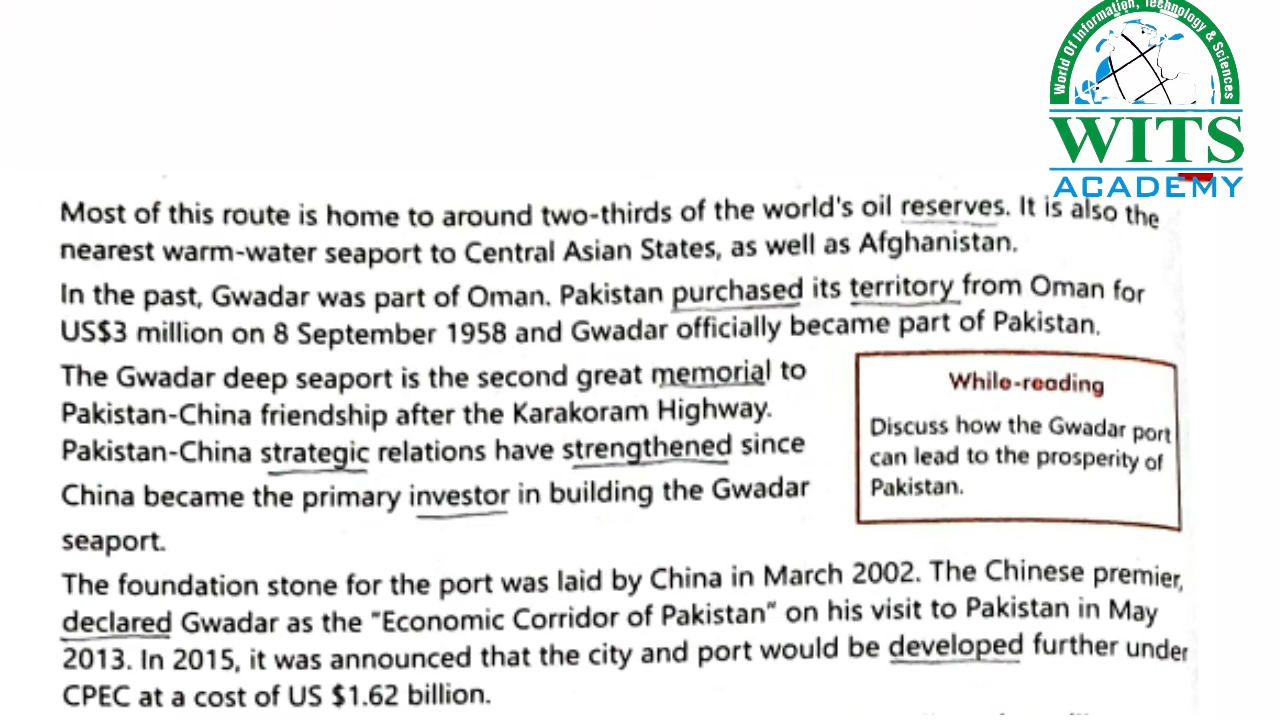 World Of Information, Technology & Sciences
WITS
ACADEMY
Most of this route is home to around two-thirds of the world's oil reserves. It is also the
nearest warm-water seaport to Central Asian States, as well as Afghanistan.
In the past, Gwadar was part of Oman. Pakistan purchased its territory from Oman for
US$3 million on 8 September 1958 and Gwadar officially became part of Pakistan.
The Gwadar deep seaport is the second great memorial to
Pakistan-China friendship after the Karakoram Highway.
Pakistan-China strategic relations have strengthened since
China became the primary investor in building the Gwadar
seaport.
While-reading
Discuss how the Gwadar port
can lead to the prosperity of
Pakistan.
The foundation stone for the port was laid by China in March 2002. The Chinese premier,
declared Gwadar as the "Economic Corridor of Pakistan" on his visit to Pakistan in May
2013. In 2015, it was announced that the city and port would be developed further under
CPEC at a cost of US $1.62 billion.